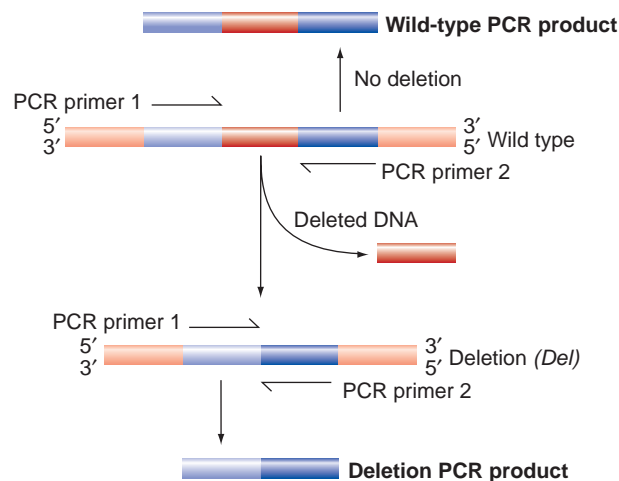 Wild-type PCR product
No deletion
PCR primer 1
5′ 3′
3′ 5′
Wild type
PCR primer 2
Deleted DNA
PCR primer 1
5′ 3′
3′ 5′
Deletion (Del)
PCR primer 2
Deletion PCR product